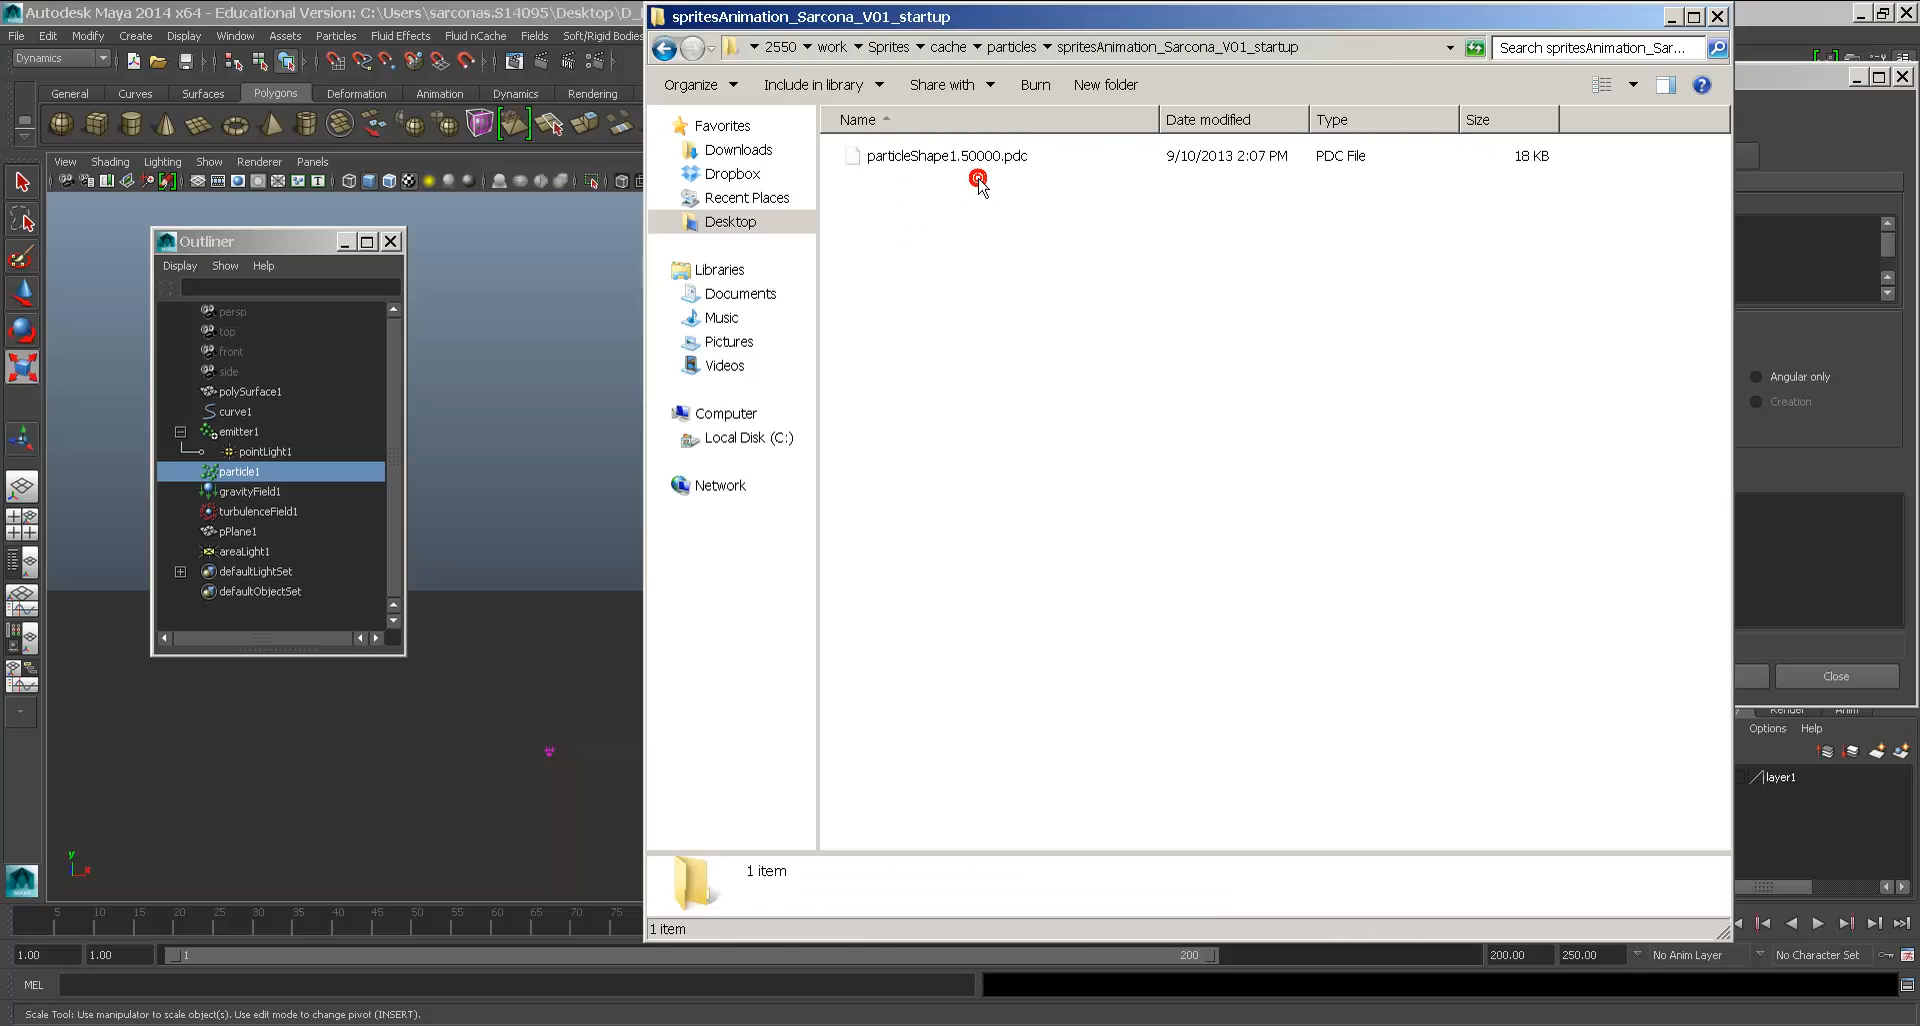 Autodesk Maya 2014 x64 - Educational Version: C:\Users\sarconas.S14095\Desktop\D_
File Edit Modify Create Display Window Assets Particles Fluid Effects Fluid nCache Fields Soft/Rigid Bodies
Dynamics
General Curves Surfaces Polygons Deformation Animation Dynamics Rendering
View Shading Lighting Show Renderer Panels
Outliner
Display Show Help
persp
top
front
side
polySurface1
curve1
emitter1
pointLight1
particle1
gravityField1
turbulenceField1
pPlane1
areaLight1
defaultLightSet
defaultObjectSet
y
x
spritesAnimation_Sarcona_V01_startup
2550 work Sprites cache particles spritesAnimation_Sarcona_V01_startup
Search spritesAnimation_Sar...
Organize Include in library Share with Burn New folder
Favorites
Downloads
Dropbox
Recent Places
Desktop
Libraries
Documents
Music
Pictures
Videos
Computer
Local Disk (C:)
Network
Name Date modified Type Size
particleShape1.50000.pdc 9/10/2013 2:07 PM PDC File 18 KB
1 item
1 item
Angular only
Creation
Close
Render Anim
Options Help
layer1
5 10 15 20 25 30 35 40 45 50 55 60 65 70 75
1.00 1.00 1 200 200.00 250.00 No Anim Layer No Character Set
MEL
Scale Tool: Use manipulator to scale object(s). Use edit mode to change pivot (INSERT).